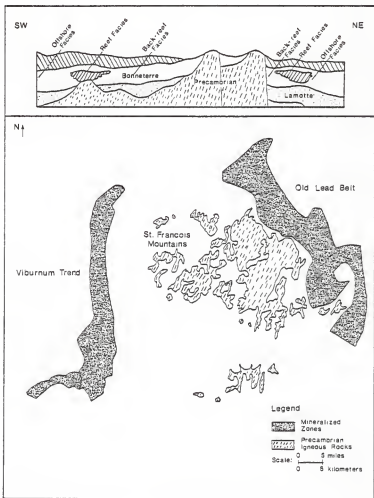 SW
NE
Offshore Facies
Reef Facies
Back-reef Facies
Back-reef Facies
Reef Facies
Offshore Facies
Bonneterre
Precambrian
Lamotte
N
Old Lead Belt
St. Francois
Mountains
Viburnum Trend
Legend
Mineralized
Zones
Precambrian
Igneous Rocks
Scale:
0 5 miles
0 8 kilometers